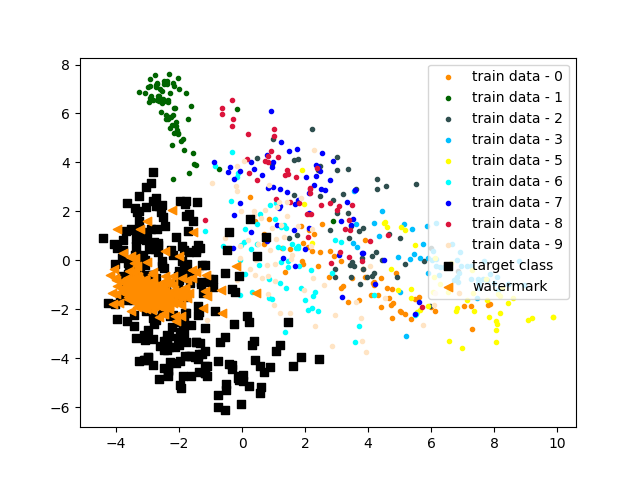 8
6
4
2
0
−2
−4
−6
−4
−2
0
2
4
6
8
10
train data - 0
train data - 1
train data - 2
train data - 3
train data - 5
train data - 6
train data - 7
train data - 8
train data - 9
target class
watermark